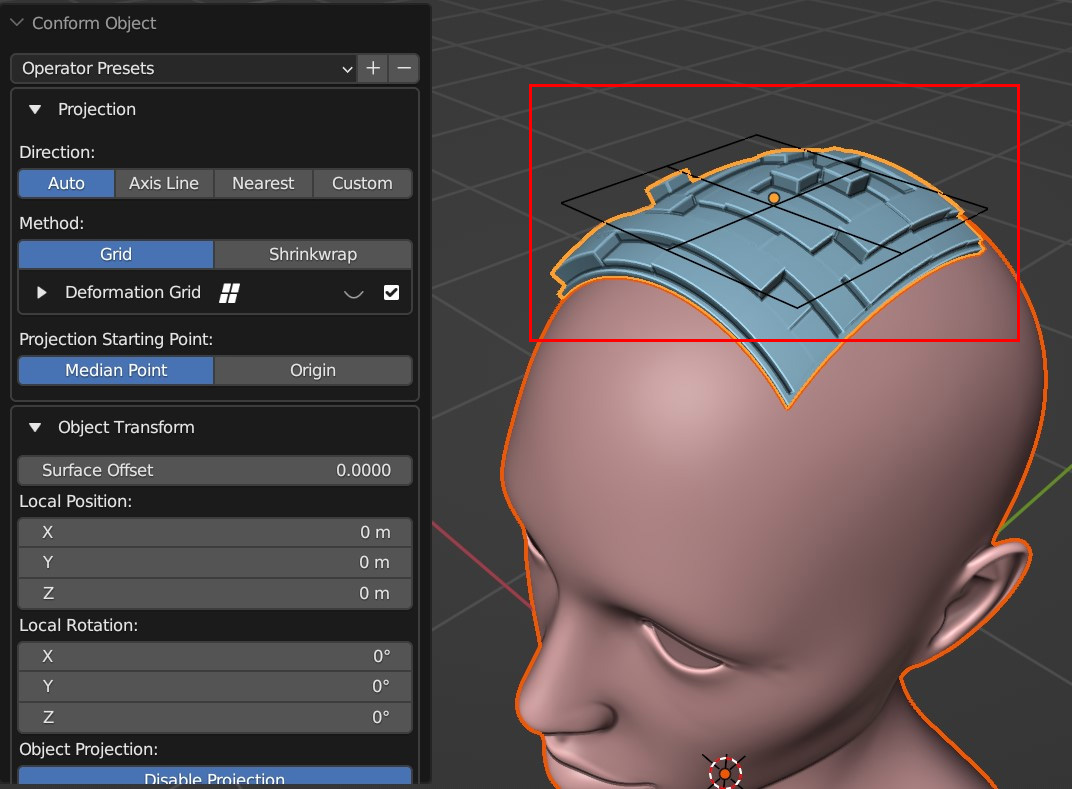 Conform Object
Operator Presets
Projection
Direction:
Auto Axis Line Nearest Custom
Method:
Grid Shrinkwrap
Deformation Grid
Projection Starting Point:
Median Point Origin
Object Transform
Surface Offset 0.0000
Local Position:
X 0 m
Y 0 m
Z 0 m
Local Rotation:
X 0°
Y 0°
Z 0°
Object Projection:
Disable Projection